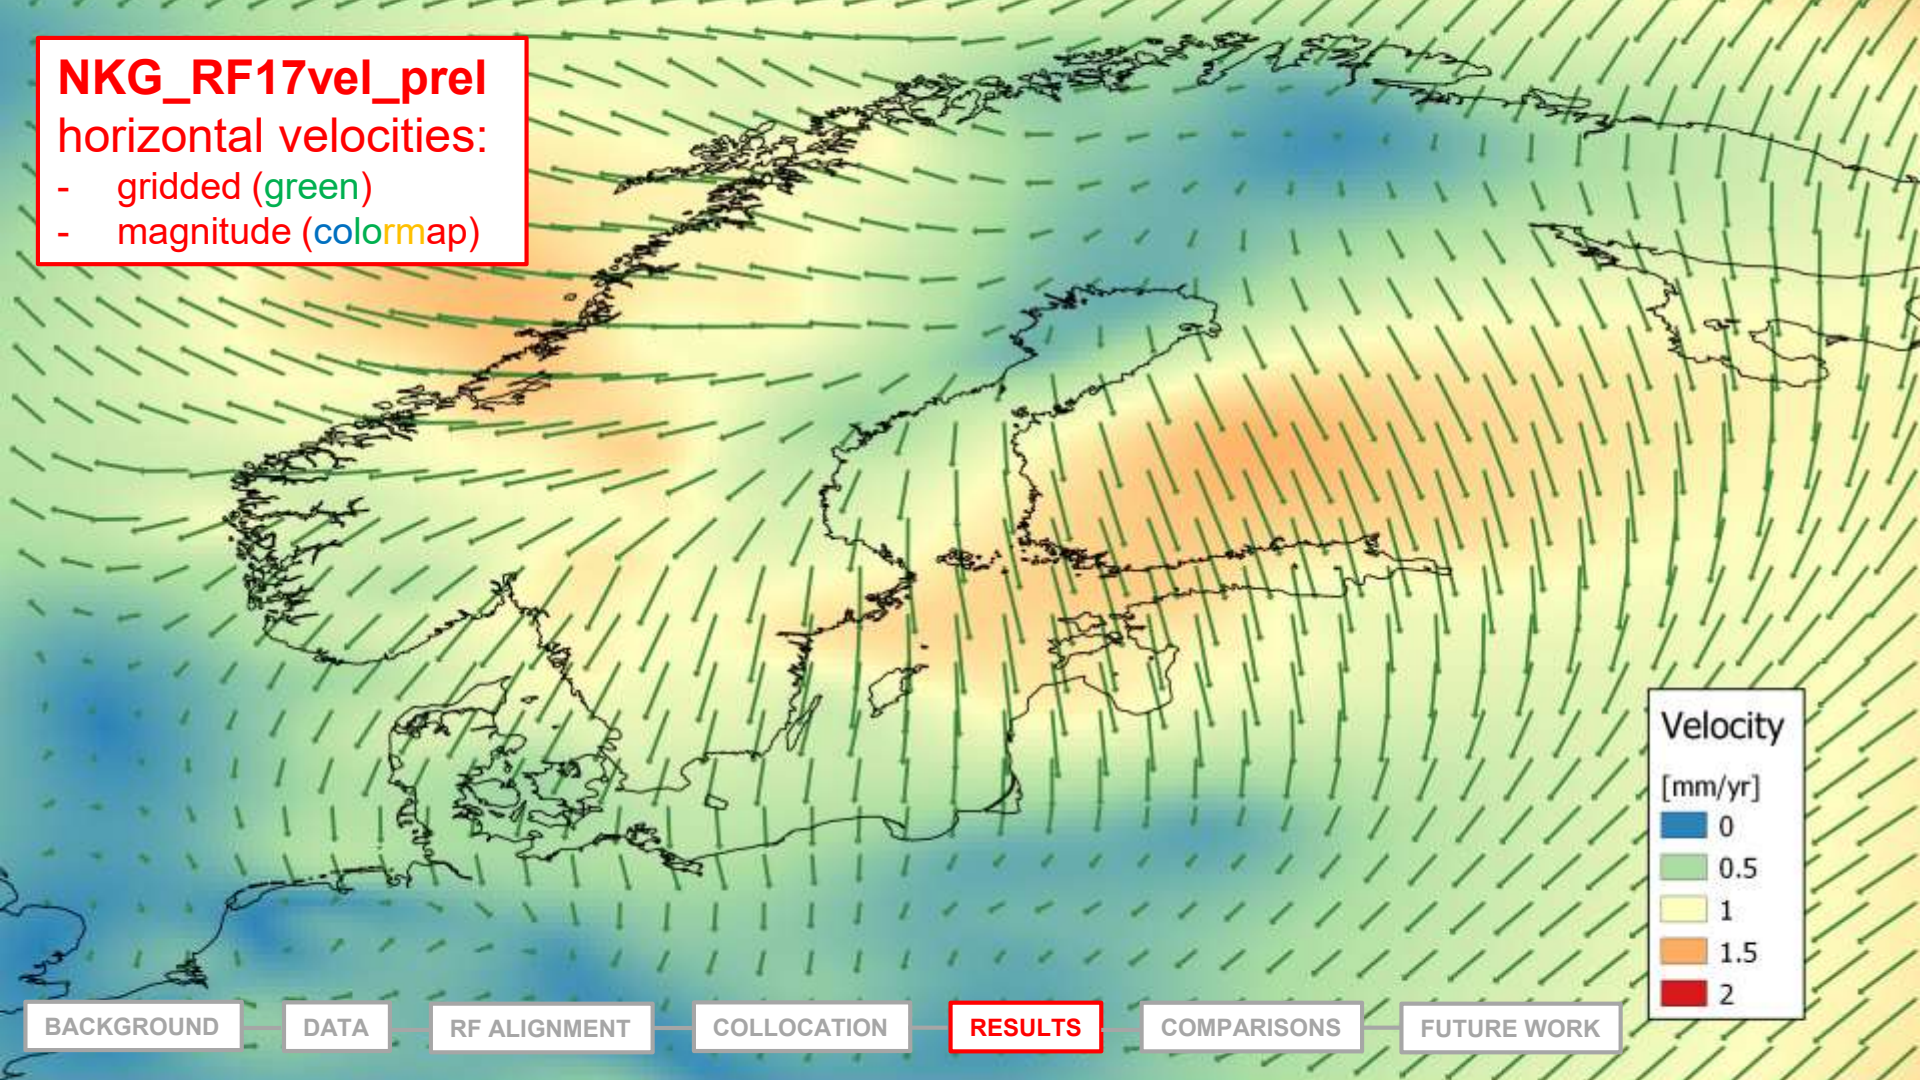 NKG_RF17vel_prel
horizontal velocities:
- gridded (green)
- magnitude (colormap)
Velocity
[mm/yr]
0
0.5
1
1.5
2
BACKGROUND
DATA
RF ALIGNMENT
COLLOCATION
RESULTS
COMPARISONS
FUTURE WORK